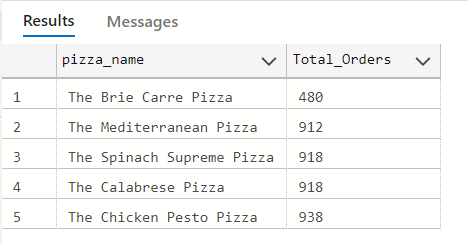 Results Messages
pizza_name Total_Orders
1 The Brie Carre Pizza 480
2 The Mediterranean Pizza 912
3 The Spinach Supreme Pizza 918
4 The Calabrese Pizza 918
5 The Chicken Pesto Pizza 938